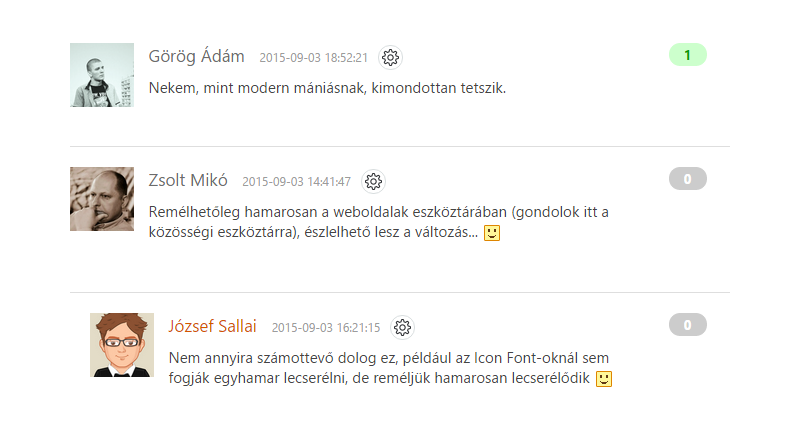 Görög Ádám 2015-09-03 18:52:21 1
Nekem, mint modern mániásnak, kimondottan tetszik.
Zsolt Mikó 2015-09-03 14:41:47 0
Remélhetőleg hamarosan a weboldalak eszköztárában (gondolok itt a
közösségi eszköztárra), észlelhető lesz a változás...
József Sallai 2015-09-03 16:21:15 0
Nem annyira számottevő dolog ez, például az Icon Font-oknál sem
fogják egyhamar lecserélni, de reméljük hamarosan lecserélődik